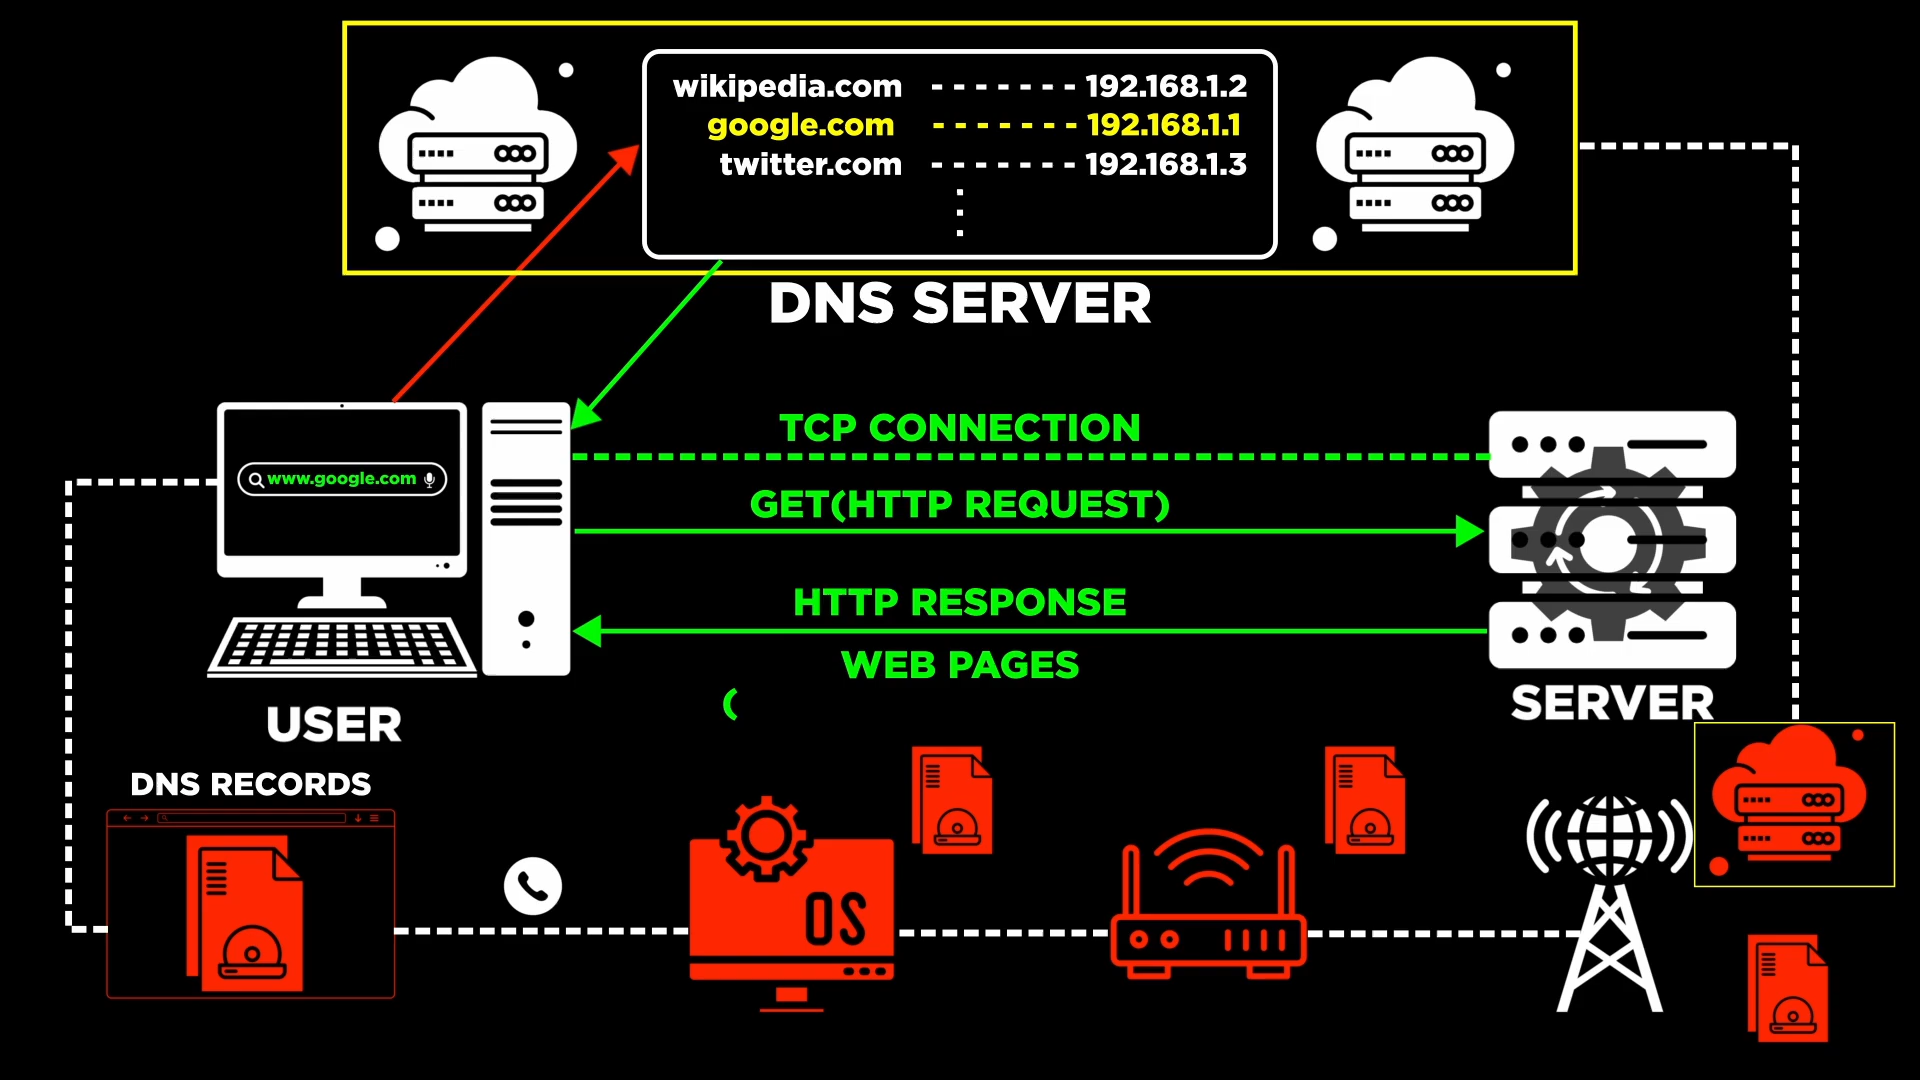 wikipedia.com - - - - - - - 192.168.1.2
google.com - - - - - - - 192.168.1.1
twitter.com - - - - - - - 192.168.1.3
DNS SERVER
www.google.com
TCP CONNECTION
GET(HTTP REQUEST)
HTTP RESPONSE
WEB PAGES
(
USER
SERVER
DNS RECORDS
OS